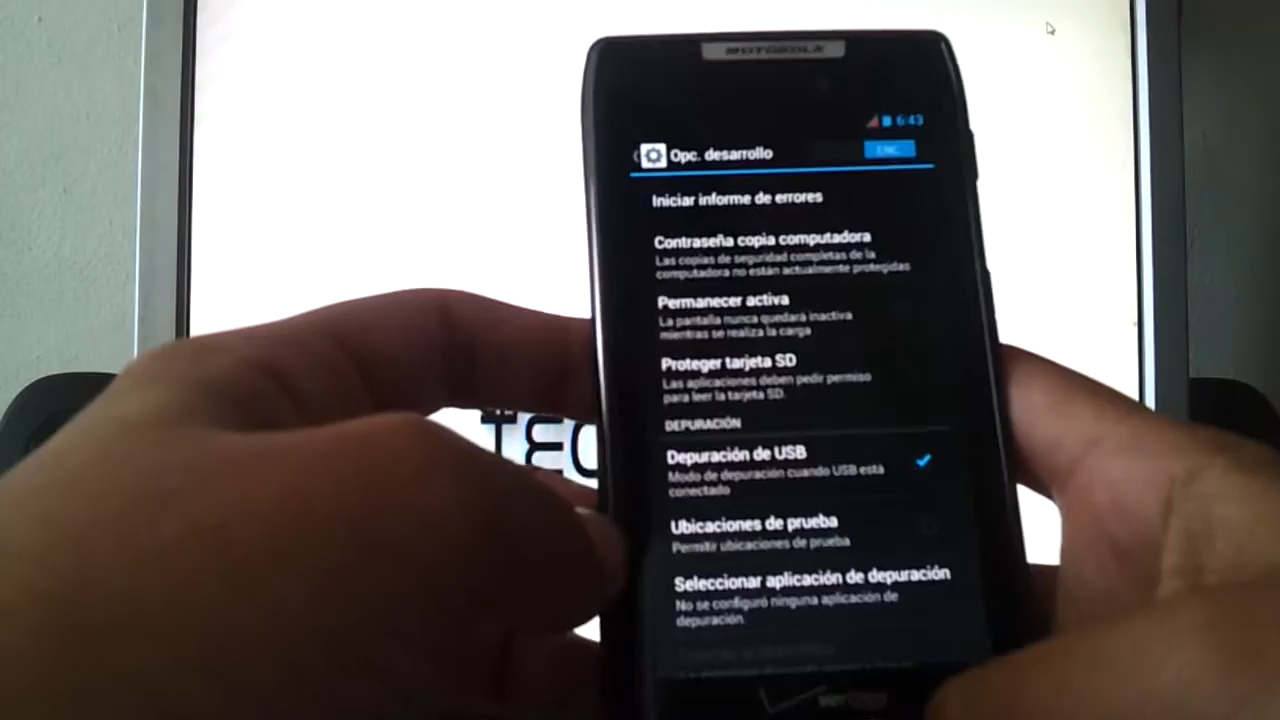 MOTOROLA
6:43
Opc. desarrollo
ENC
Iniciar informe de errores
Contraseña copia computadora
Las copias de seguridad completas de la
computadora no están actualmente protegidas
Permanecer activa
La pantalla nunca quedará inactiva
mientras se realiza la carga
Proteger tarjeta SD
Las aplicaciones deben pedir permiso
para leer la tarjeta SD.
DEPURACIÓN
Depuración de USB
Modo de depuración cuando USB está
conectado
Ubicaciones de prueba
Permitir ubicaciones de prueba
Seleccionar aplicación de depuración
No se configuró ninguna aplicación de
depuración.
verizon